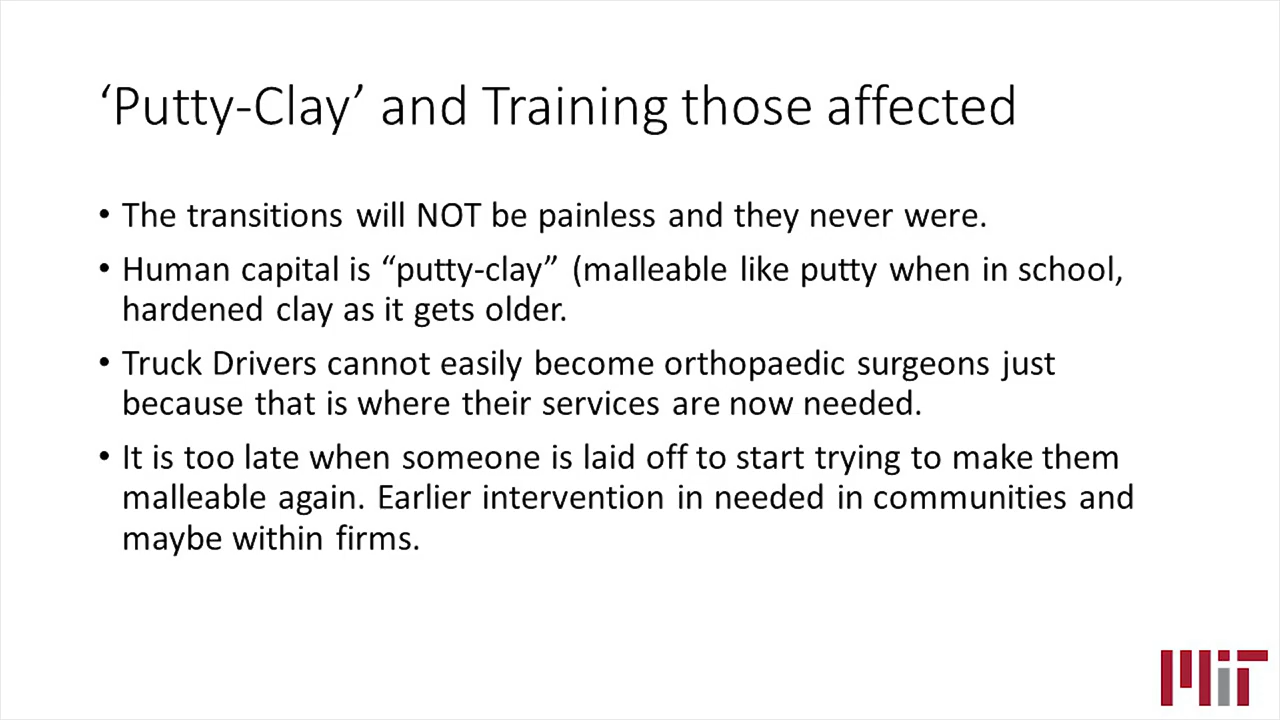 ‘Putty-Clay’ and Training those affected
• The transitions will NOT be painless and they never were.
• Human capital is “putty-clay” (malleable like putty when in school,
hardened clay as it gets older.
• Truck Drivers cannot easily become orthopaedic surgeons just
because that is where their services are now needed.
• It is too late when someone is laid off to start trying to make them
malleable again. Earlier intervention in needed in communities and
maybe within firms.
MIT